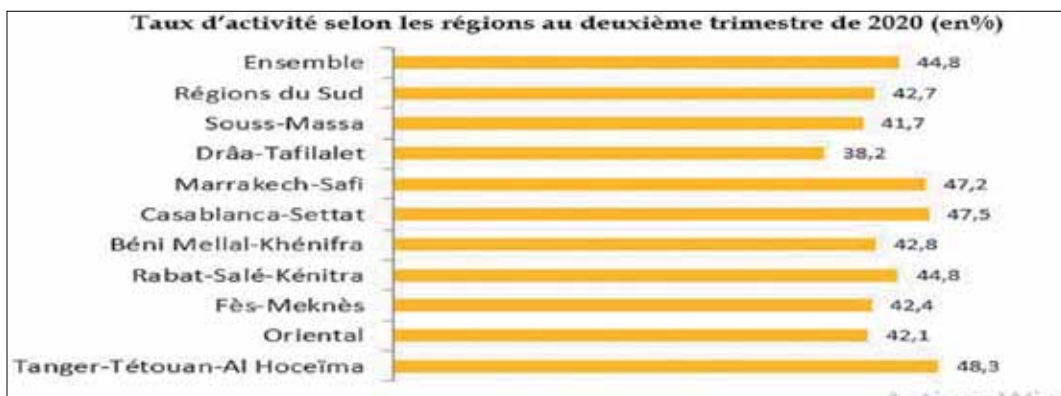 Taux d'activité selon les régions au deuxième trimestre de 2020 (en%)
Ensemble 44,8
Régions du Sud 42,7
Souss-Massa 41,7
Drâa-Tafilalet 38,2
Marrakech-Safi 47,2
Casablanca-Settat 47,5
Béni Mellal-Khénifra 42,8
Rabat-Salé-Kénitra 44,8
Fès-Meknès 42,4
Oriental 42,1
Tanger-Tétouan-Al Hoceïma 48,3